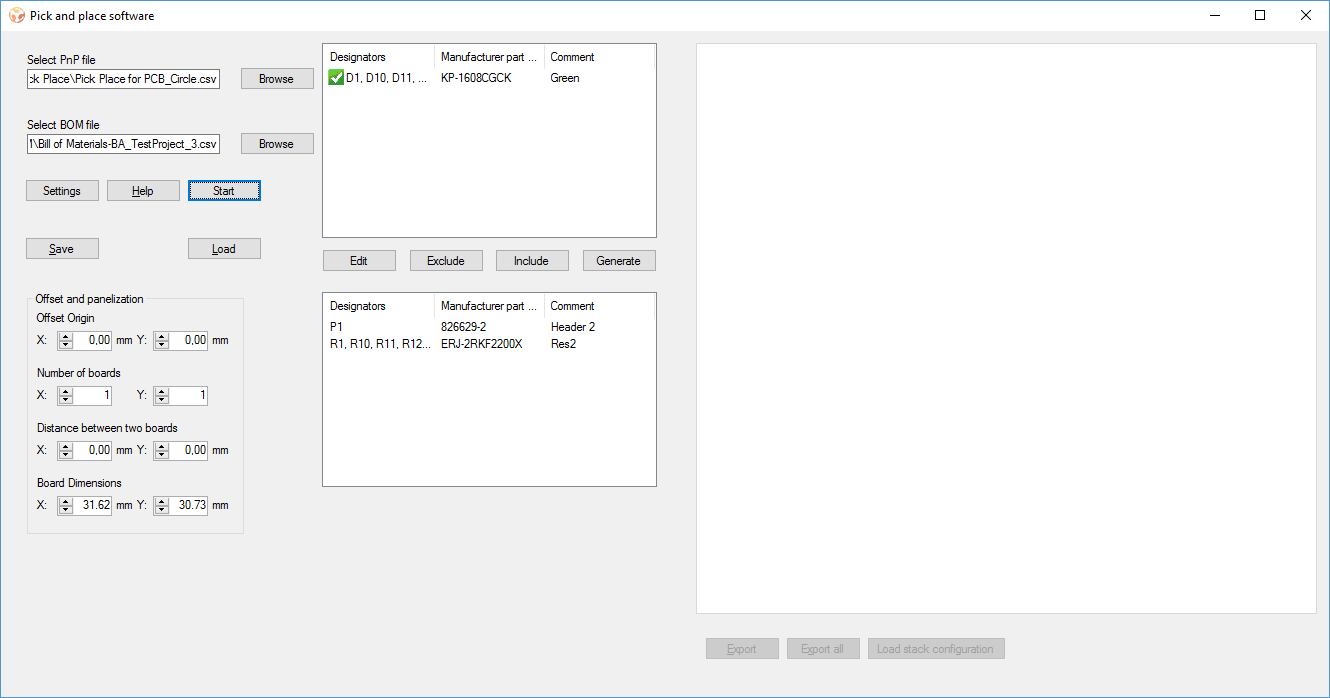 Pick and place software
Select PnP file
ck Place\Pick Place for PCB_Circle.csv
Browse
Select BOM file
\Bill of Materials-BA_TestProject_3.csv
Browse
Settings
Help
Start
Save
Load
Offset and panelization
Offset Origin
X: 0,00 mm Y: 0,00 mm
Number of boards
X: 1 Y: 1
Distance between two boards
X: 0,00 mm Y: 0,00 mm
Board Dimensions
X: 31.62 mm Y: 30.73 mm
Designators Manufacturer part ... Comment
D1, D10, D11, ... KP-1608CGCK Green
Edit
Exclude
Include
Generate
Designators Manufacturer part ... Comment
P1 826629-2 Header 2
R1, R10, R11, R12... ERJ-2RKF2200X Res2
Export
Export all
Load stack configuration